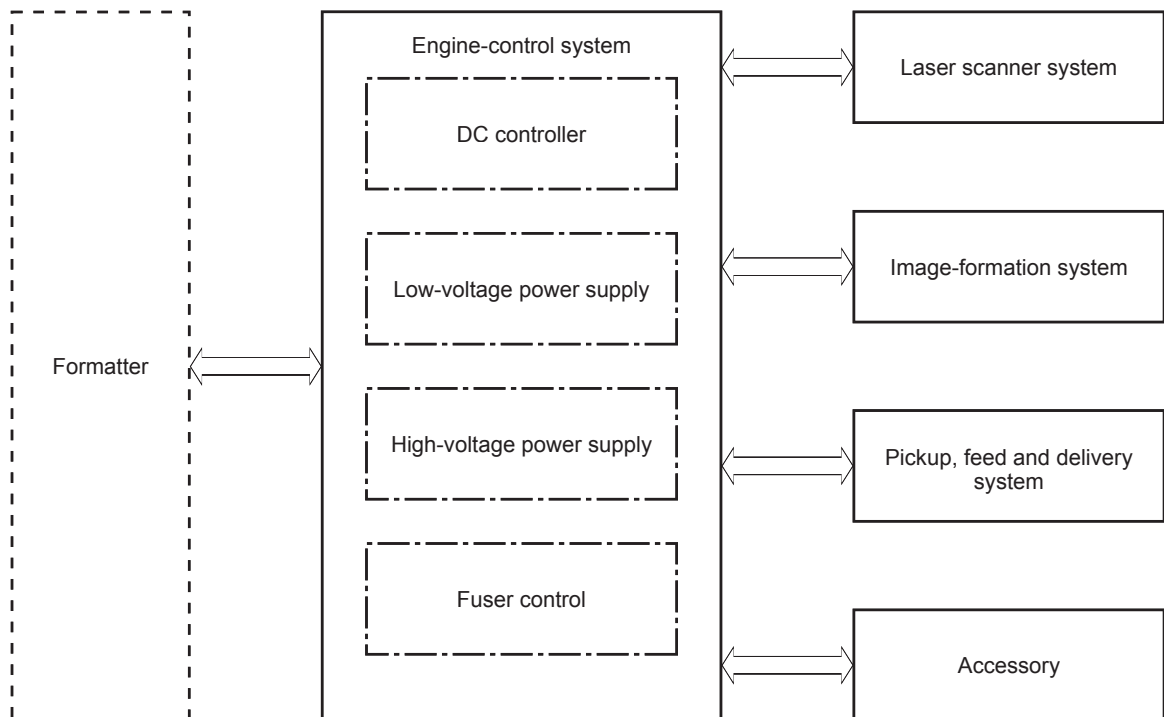 Formatter
Engine-control system
DC controller
Low-voltage power supply
High-voltage power supply
Fuser control
Laser scanner system
Image-formation system
Pickup, feed and delivery
system
Accessory